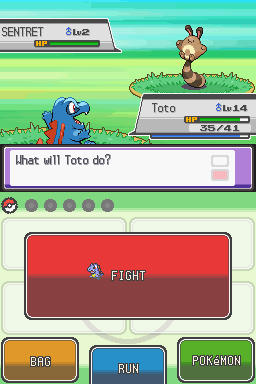 SENTRET ♂Lv2
HP
Toto ♂Lv14
HP
35/41
What will Toto do?
FIGHT
BAG
RUN
POKéMON